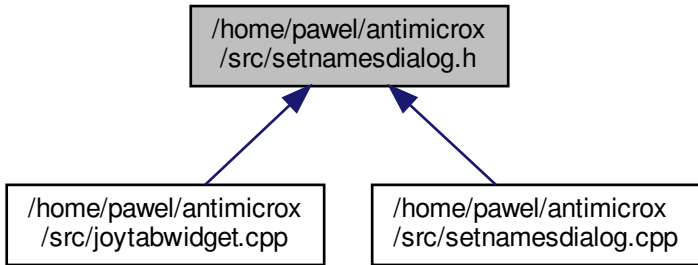 /home/pawel/antimicrox
/src/setnamesdialog.h
/home/pawel/antimicrox
/src/joytabwidget.cpp
/home/pawel/antimicrox
/src/setnamesdialog.cpp